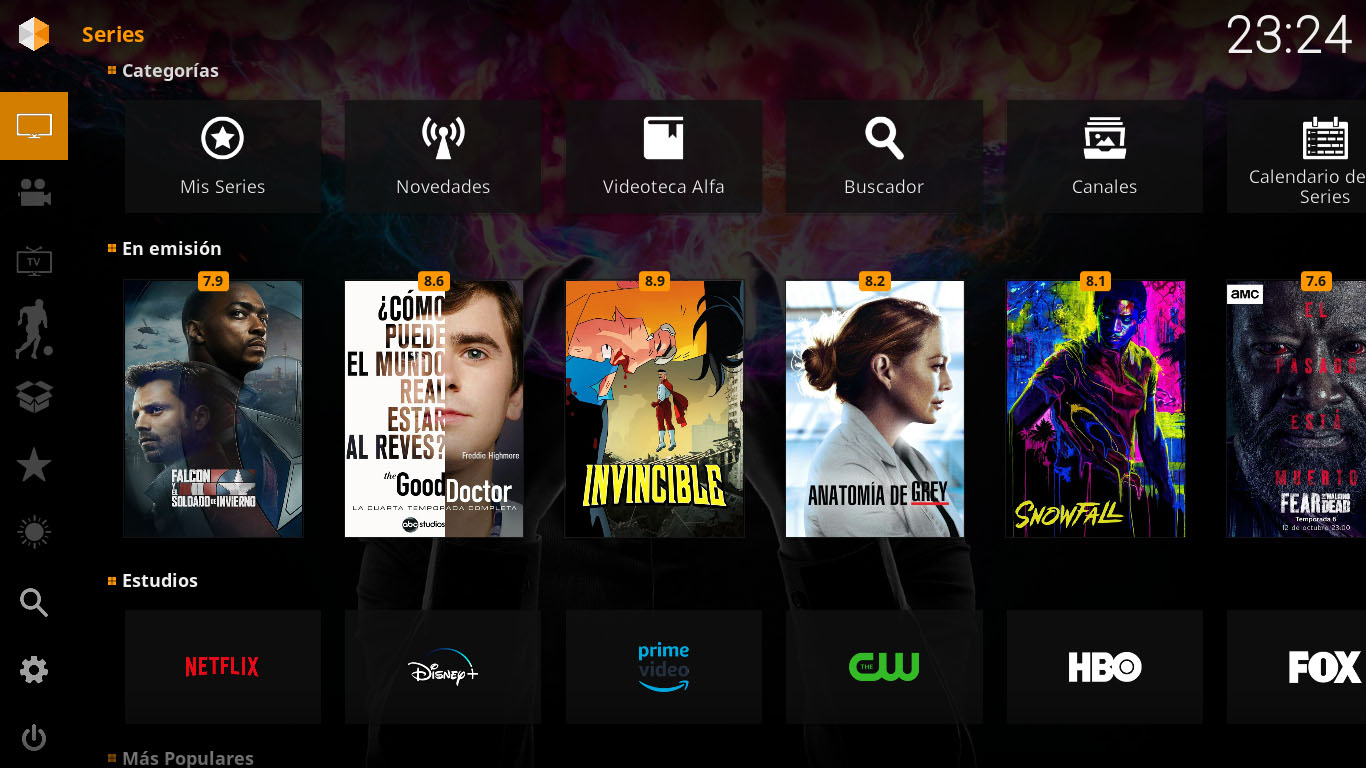 Series
23:24
Categorías
Mis Series
Novedades
Videoteca Alfa
Buscador
Canales
Calendario de
Series
TV
En emisión
7.9
8.6
8.9
8.2
8.1
7.6
FALCON
Y EL
SOLDADO DE INVIERNO
¿CÓMO
PUEDE
EL MUNDO
REAL
ESTAR
AL REVÉS?
Freddie Highmore
the Good Doctor
LA CUARTA TEMPORADA COMPLETA
abc studios
INVINCIBLE
ANATOMÍA DE GREY
SNOWFALL
AMC
EL
PASADO
ESTÁ
MUERTO
FEAR THE WALKING DEAD
Temporada 6
12 de octubre 23:00
Estudios
NETFLIX
Disney+
prime
video
THE CW
HBO
FOX
Más Populares